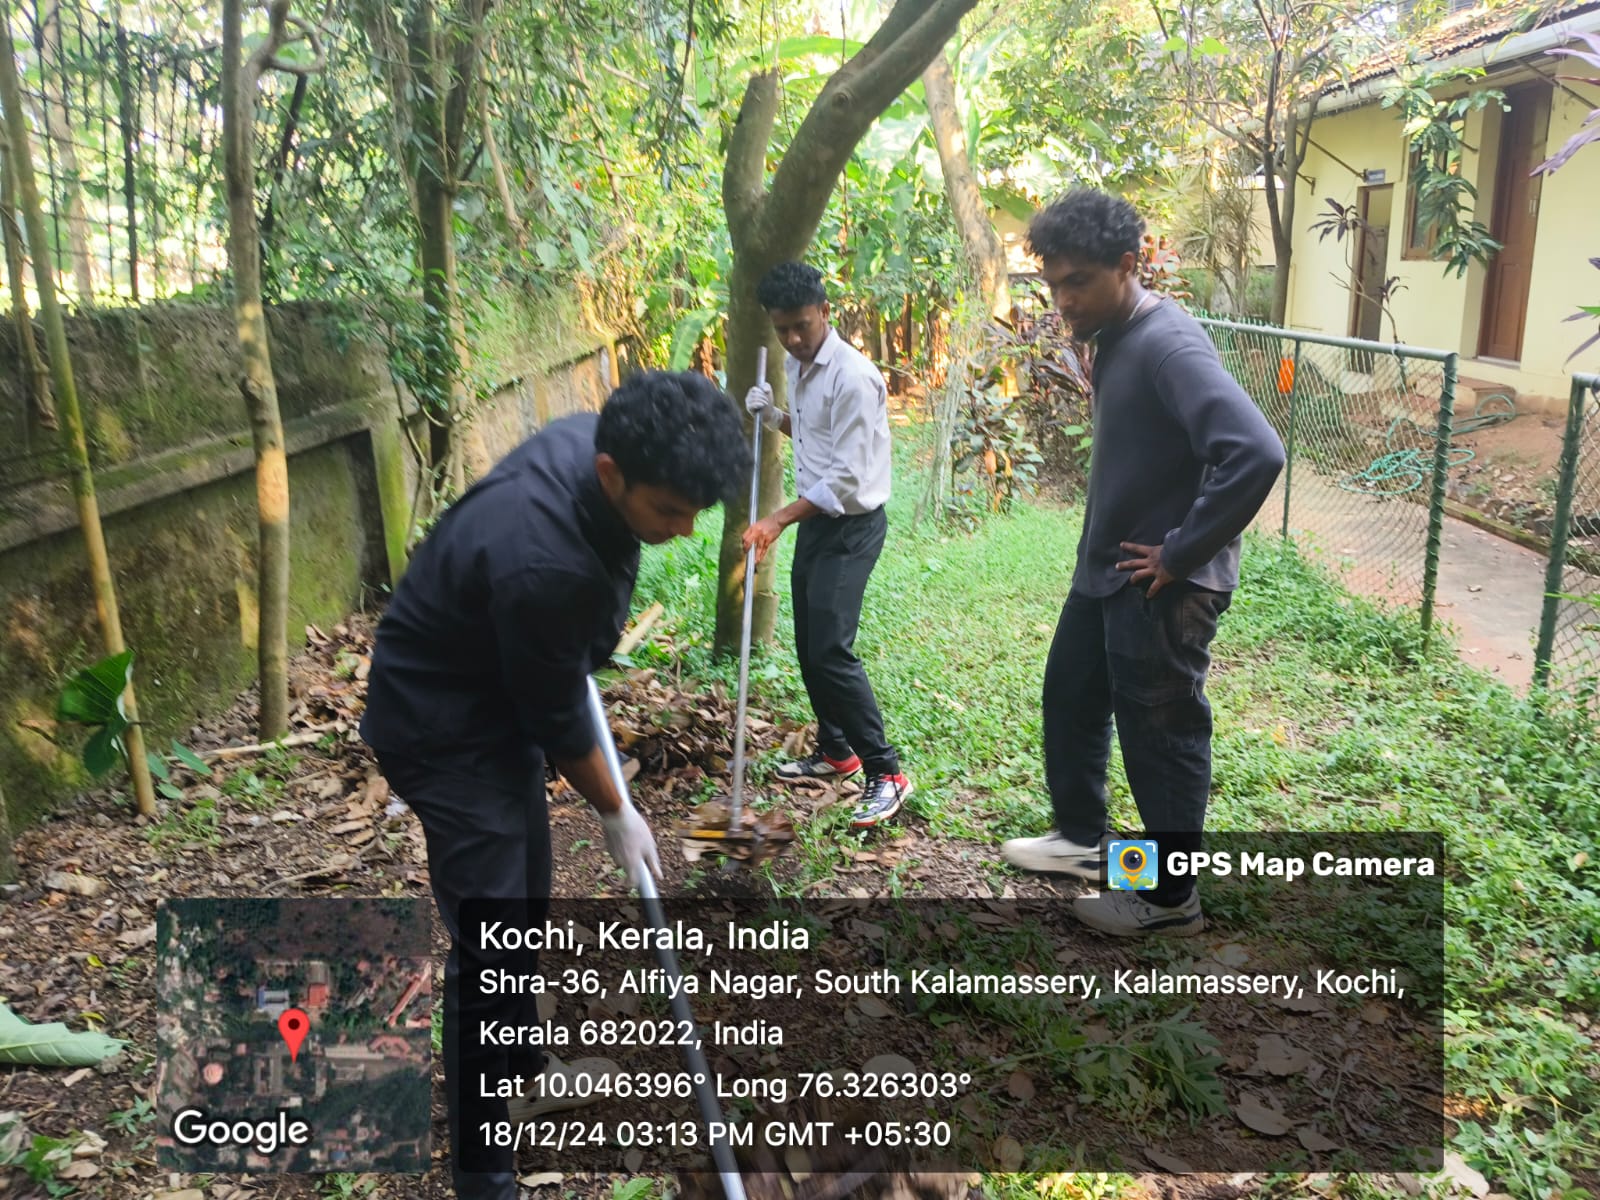 GPS Map Camera
Kochi, Kerala, India
Shra-36, Alfiya Nagar, South Kalamassery, Kalamassery, Kochi,
Kerala 682022, India
Lat 10.046396° Long 76.326303°
18/12/24 03:13 PM GMT +05:30
Google